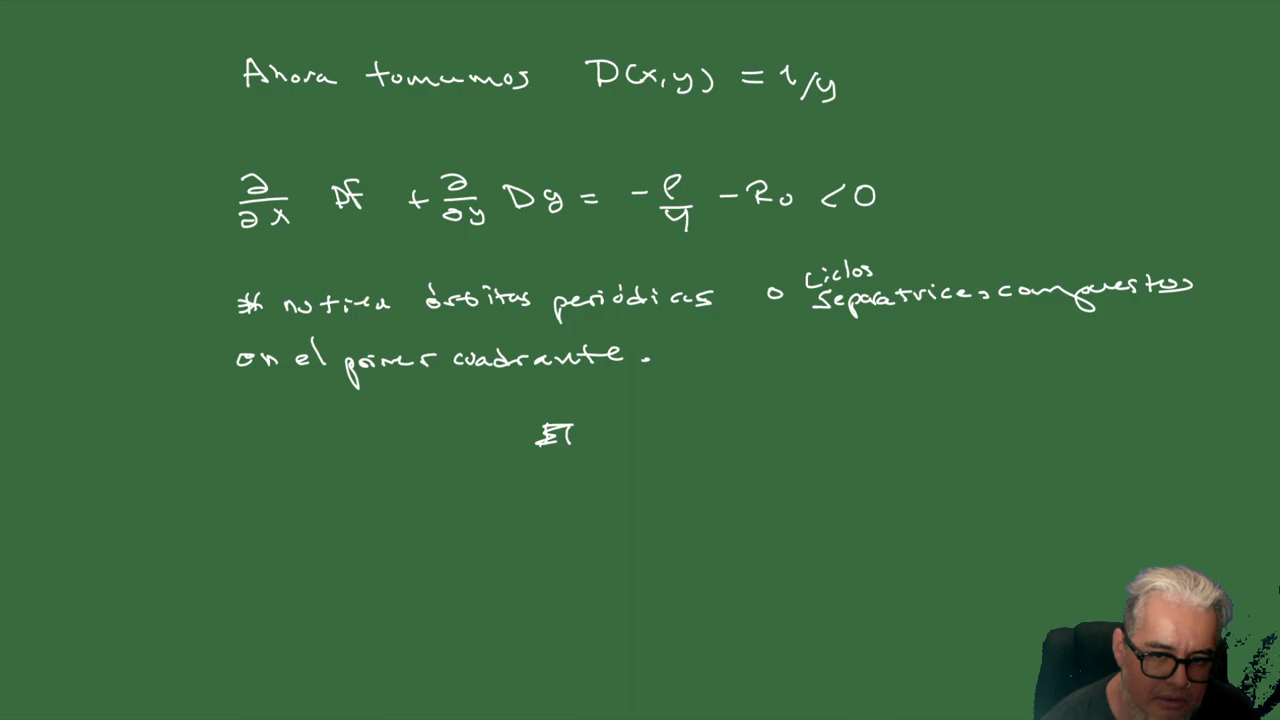 Ahora tomamos D(x,y) = 1/y
∂/∂x Df + ∂/∂y Dg = -ρ/y - R₀ < 0
∴ no tiene órbitas periódicas o ciclos separatrices compuestos
en el primer cuadrante.